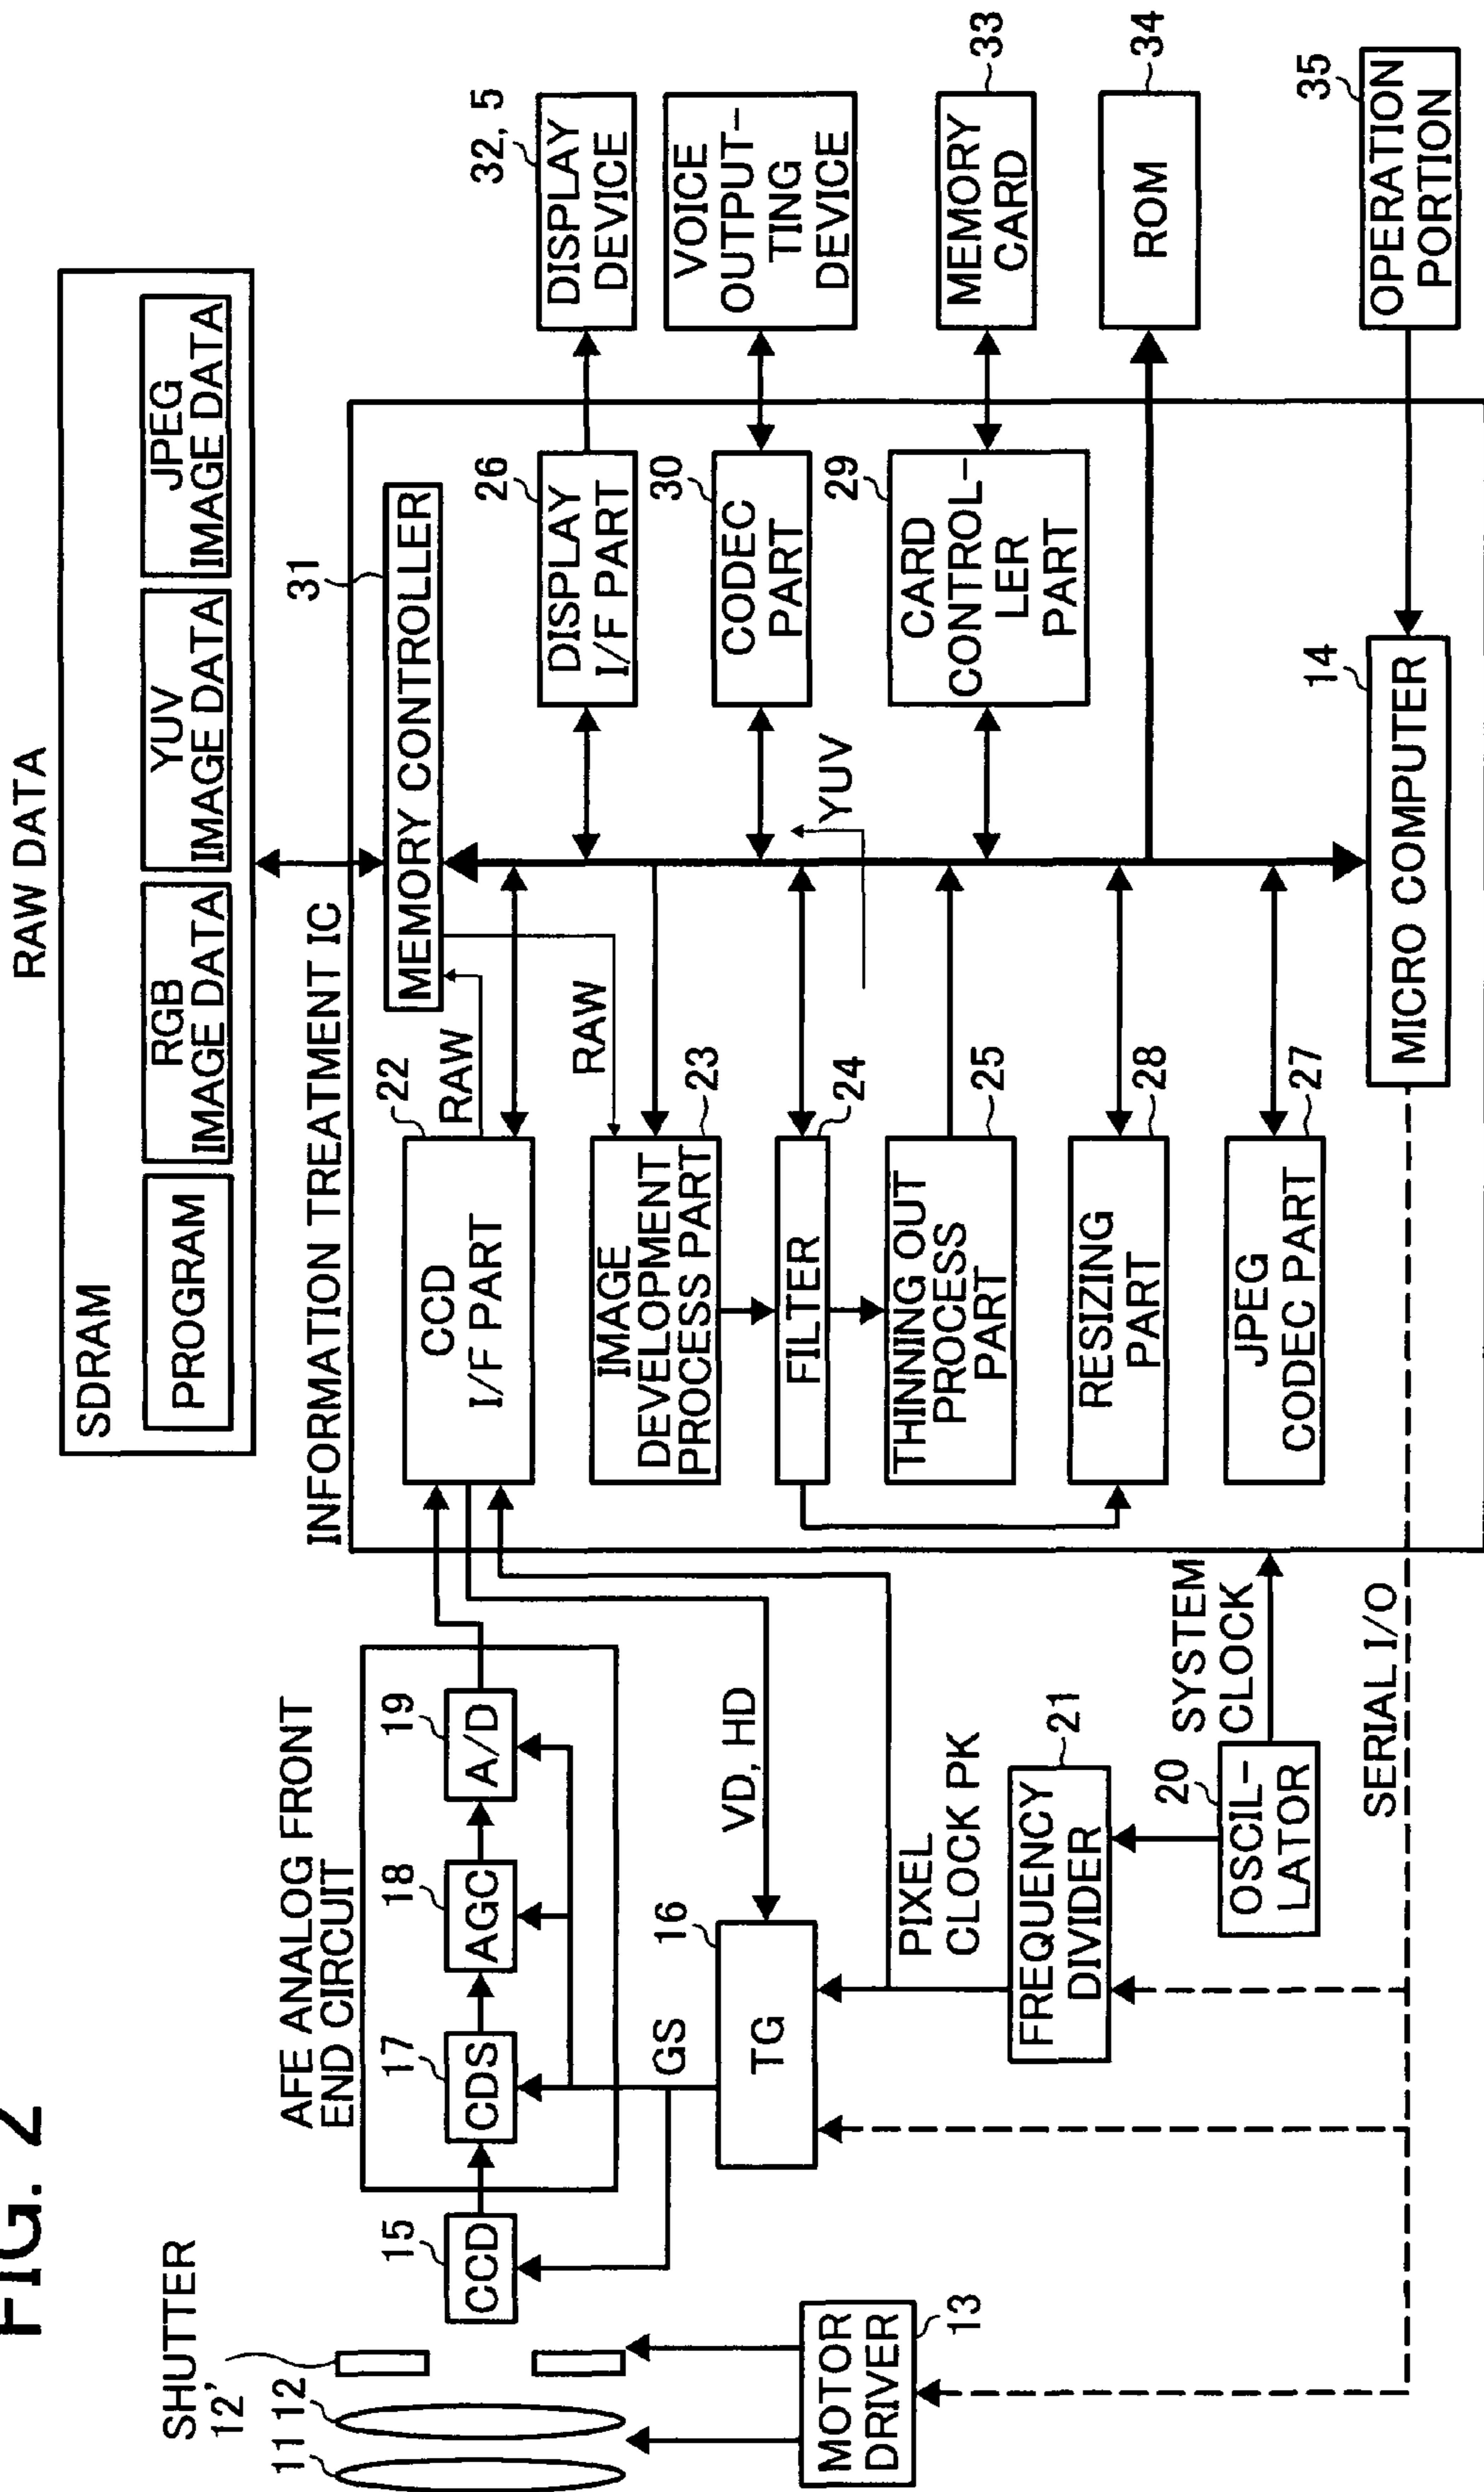 FIG. 2
RAW DATA
SDRAM
PROGRAM
RGB
IMAGE DATA
YUV
IMAGE DATA
JPEG
IMAGE DATA
INFORMATION TREATMENT IC
31
MEMORY CONTROLLER
SHUTTER
12'
11
12
MOTOR
DRIVER
13
15
CCD
AFE ANALOG FRONT
END CIRCUIT
17
CDS
18
AGC
19
A/D
GS
16
TG
VD, HD
PIXEL
CLOCK PK
FREQUENCY
DIVIDER
21
20
OSCIL-
LATOR
SYSTEM
CLOCK
SERIAL I/O
22
CCD
I/F PART
RAW
RAW
IMAGE
DEVELOPMENT
PROCESS PART
23
FILTER
24
THINNING OUT
PROCESS
PART
25
RESIZING
PART
28
JPEG
CODEC PART
27
YUV
26
DISPLAY
I/F PART
30
CODEC
PART
29
CARD
CONTROL-
LER
PART
14
MICRO COMPUTER
32, 5
DISPLAY
DEVICE
VOICE
OUTPUT-
TING
DEVICE
MEMORY
CARD
33
ROM
34
35
OPERATION
PORTION